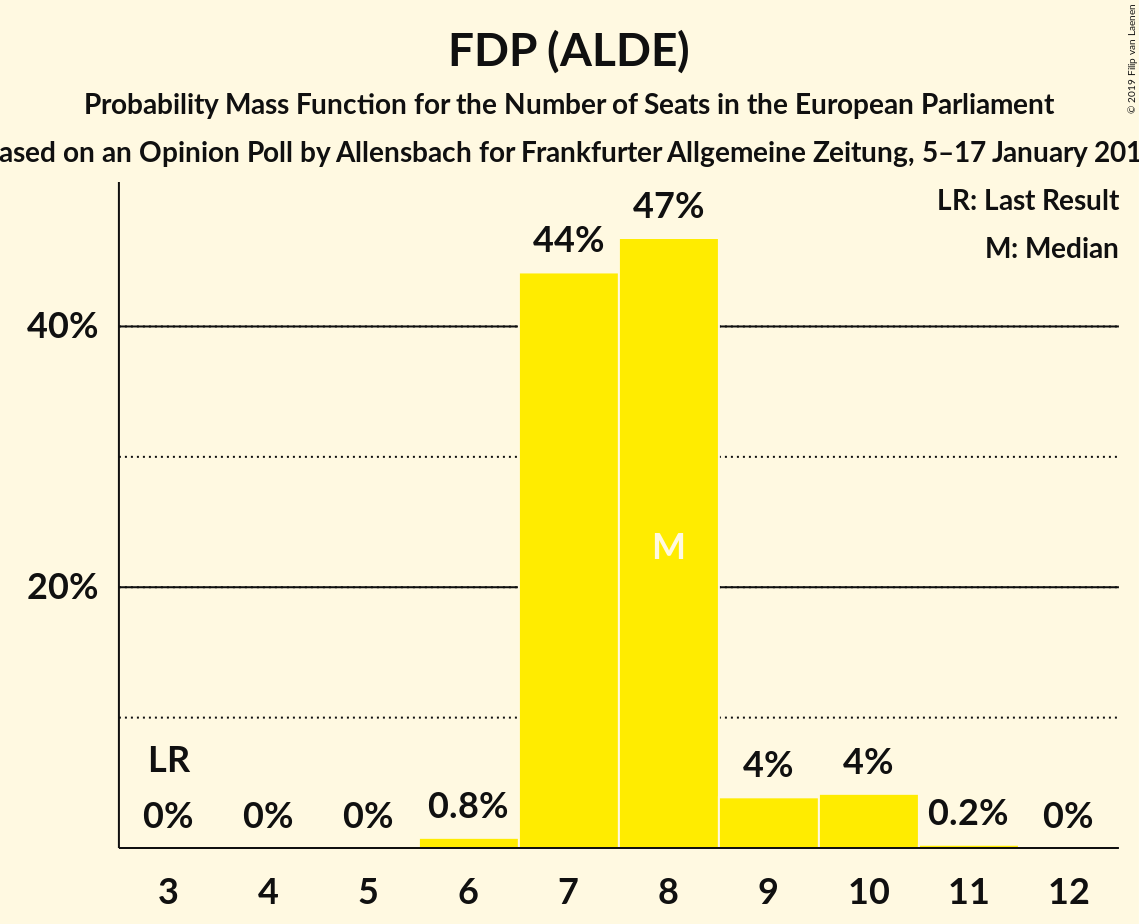 FDP (ALDE)
Probability Mass Function for the Number of Seats in the European Parliament
ased on an Opinion Poll by Allensbach for Frankfurter Allgemeine Zeitung, 5–17 January 201
© 2019 Filip van Laenen
LR: Last Result
M: Median
40%
20%
LR
0%
0%
0%
0.8%
44%
47%
M
4%
4%
0.2%
0%
3 4 5 6 7 8 9 10 11 12